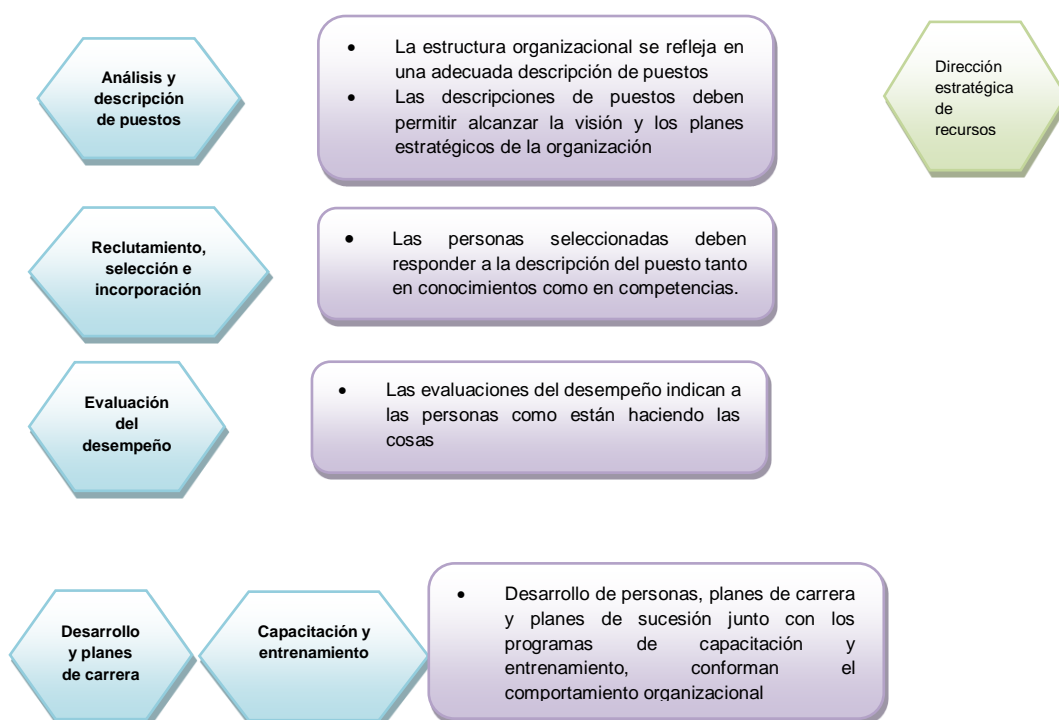 Análisis y
descripción
de puestos
• La estructura organizacional se refleja en
una adecuada descripción de puestos
• Las descripciones de puestos deben
permitir alcanzar la visión y los planes
estratégicos de la organización
Dirección
estratégica
de
recursos
Reclutamiento,
selección e
incorporación
• Las personas seleccionadas deben
responder a la descripción del puesto tanto
en conocimientos como en competencias.
Evaluación
del
desempeño
• Las evaluaciones del desempeño indican a
las personas como están haciendo las
cosas
Desarrollo
y planes
de carrera
Capacitación y
entrenamiento
• Desarrollo de personas, planes de carrera
y planes de sucesión junto con los
programas de capacitación y
entrenamiento, conforman el
comportamiento organizacional